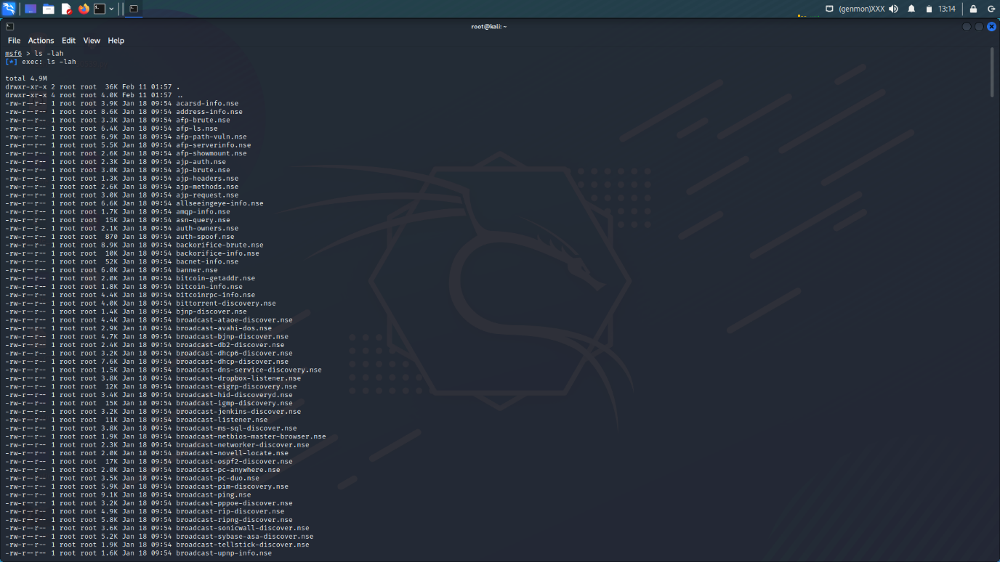 (genmon)XXX 13:14
root@kali: ~
File Actions Edit View Help
msf6 > ls -lah
[*] exec: ls -lah
total 4.9M
drwxr-xr-x 2 root root  36K Feb 11 01:57 .
drwxr-xr-x 4 root root 4.0K Feb 11 01:57 ..
-rw-r--r-- 1 root root 3.9K Jan 18 09:54 acarsd-info.nse
-rw-r--r-- 1 root root 8.6K Jan 18 09:54 address-info.nse
-rw-r--r-- 1 root root 3.3K Jan 18 09:54 afp-brute.nse
-rw-r--r-- 1 root root 6.4K Jan 18 09:54 afp-ls.nse
-rw-r--r-- 1 root root 6.9K Jan 18 09:54 afp-path-vuln.nse
-rw-r--r-- 1 root root 5.5K Jan 18 09:54 afp-serverinfo.nse
-rw-r--r-- 1 root root 2.6K Jan 18 09:54 afp-showmount.nse
-rw-r--r-- 1 root root 2.3K Jan 18 09:54 ajp-auth.nse
-rw-r--r-- 1 root root 3.0K Jan 18 09:54 ajp-brute.nse
-rw-r--r-- 1 root root 1.3K Jan 18 09:54 ajp-headers.nse
-rw-r--r-- 1 root root 2.6K Jan 18 09:54 ajp-methods.nse
-rw-r--r-- 1 root root 3.0K Jan 18 09:54 ajp-request.nse
-rw-r--r-- 1 root root 6.6K Jan 18 09:54 allseeingeye-info.nse
-rw-r--r-- 1 root root 1.7K Jan 18 09:54 amqp-info.nse
-rw-r--r-- 1 root root  15K Jan 18 09:54 asn-query.nse
-rw-r--r-- 1 root root 2.1K Jan 18 09:54 auth-owners.nse
-rw-r--r-- 1 root root  870 Jan 18 09:54 auth-spoof.nse
-rw-r--r-- 1 root root 8.9K Jan 18 09:54 backorifice-brute.nse
-rw-r--r-- 1 root root  10K Jan 18 09:54 backorifice-info.nse
-rw-r--r-- 1 root root  52K Jan 18 09:54 bacnet-info.nse
-rw-r--r-- 1 root root 6.0K Jan 18 09:54 banner.nse
-rw-r--r-- 1 root root 2.0K Jan 18 09:54 bitcoin-getaddr.nse
-rw-r--r-- 1 root root 1.8K Jan 18 09:54 bitcoin-info.nse
-rw-r--r-- 1 root root 4.4K Jan 18 09:54 bitcoinrpc-info.nse
-rw-r--r-- 1 root root 4.0K Jan 18 09:54 bittorrent-discovery.nse
-rw-r--r-- 1 root root 1.4K Jan 18 09:54 bjnp-discover.nse
-rw-r--r-- 1 root root 4.4K Jan 18 09:54 broadcast-ataoe-discover.nse
-rw-r--r-- 1 root root 2.9K Jan 18 09:54 broadcast-avahi-dos.nse
-rw-r--r-- 1 root root 4.7K Jan 18 09:54 broadcast-bjnp-discover.nse
-rw-r--r-- 1 root root 2.4K Jan 18 09:54 broadcast-db2-discover.nse
-rw-r--r-- 1 root root 3.2K Jan 18 09:54 broadcast-dhcp6-discover.nse
-rw-r--r-- 1 root root 7.6K Jan 18 09:54 broadcast-dhcp-discover.nse
-rw-r--r-- 1 root root 1.5K Jan 18 09:54 broadcast-dns-service-discovery.nse
-rw-r--r-- 1 root root 3.8K Jan 18 09:54 broadcast-dropbox-listener.nse
-rw-r--r-- 1 root root  12K Jan 18 09:54 broadcast-eigrp-discovery.nse
-rw-r--r-- 1 root root 3.4K Jan 18 09:54 broadcast-hid-discoveryd.nse
-rw-r--r-- 1 root root  15K Jan 18 09:54 broadcast-igmp-discovery.nse
-rw-r--r-- 1 root root 3.2K Jan 18 09:54 broadcast-jenkins-discover.nse
-rw-r--r-- 1 root root  11K Jan 18 09:54 broadcast-listener.nse
-rw-r--r-- 1 root root 3.8K Jan 18 09:54 broadcast-ms-sql-discover.nse
-rw-r--r-- 1 root root 1.9K Jan 18 09:54 broadcast-netbios-master-browser.nse
-rw-r--r-- 1 root root 2.3K Jan 18 09:54 broadcast-networker-discover.nse
-rw-r--r-- 1 root root 2.0K Jan 18 09:54 broadcast-novell-locate.nse
-rw-r--r-- 1 root root  17K Jan 18 09:54 broadcast-ospf2-discover.nse
-rw-r--r-- 1 root root 2.0K Jan 18 09:54 broadcast-pc-anywhere.nse
-rw-r--r-- 1 root root 3.5K Jan 18 09:54 broadcast-pc-duo.nse
-rw-r--r-- 1 root root 5.9K Jan 18 09:54 broadcast-pim-discovery.nse
-rw-r--r-- 1 root root 9.1K Jan 18 09:54 broadcast-ping.nse
-rw-r--r-- 1 root root 3.2K Jan 18 09:54 broadcast-pppoe-discover.nse
-rw-r--r-- 1 root root 4.9K Jan 18 09:54 broadcast-rip-discover.nse
-rw-r--r-- 1 root root 5.8K Jan 18 09:54 broadcast-ripng-discover.nse
-rw-r--r-- 1 root root 3.6K Jan 18 09:54 broadcast-sonicwall-discover.nse
-rw-r--r-- 1 root root 5.2K Jan 18 09:54 broadcast-sybase-asa-discover.nse
-rw-r--r-- 1 root root 1.9K Jan 18 09:54 broadcast-tellstick-discover.nse
-rw-r--r-- 1 root root 1.6K Jan 18 09:54 broadcast-upnp-info.nse